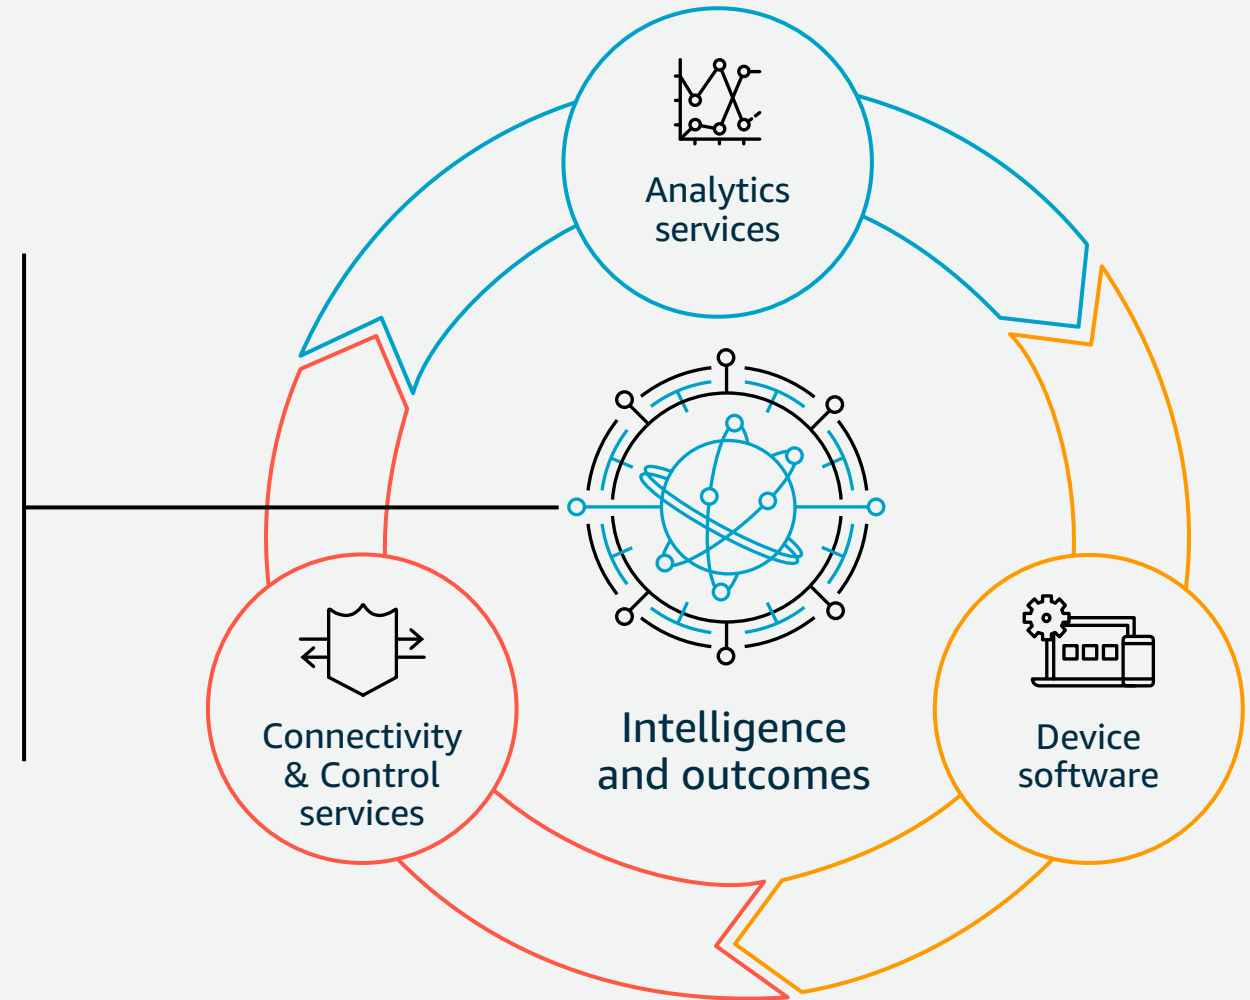 Analytics
services
Intelligence
and outcomes
Connectivity
& Control
services
Device
software